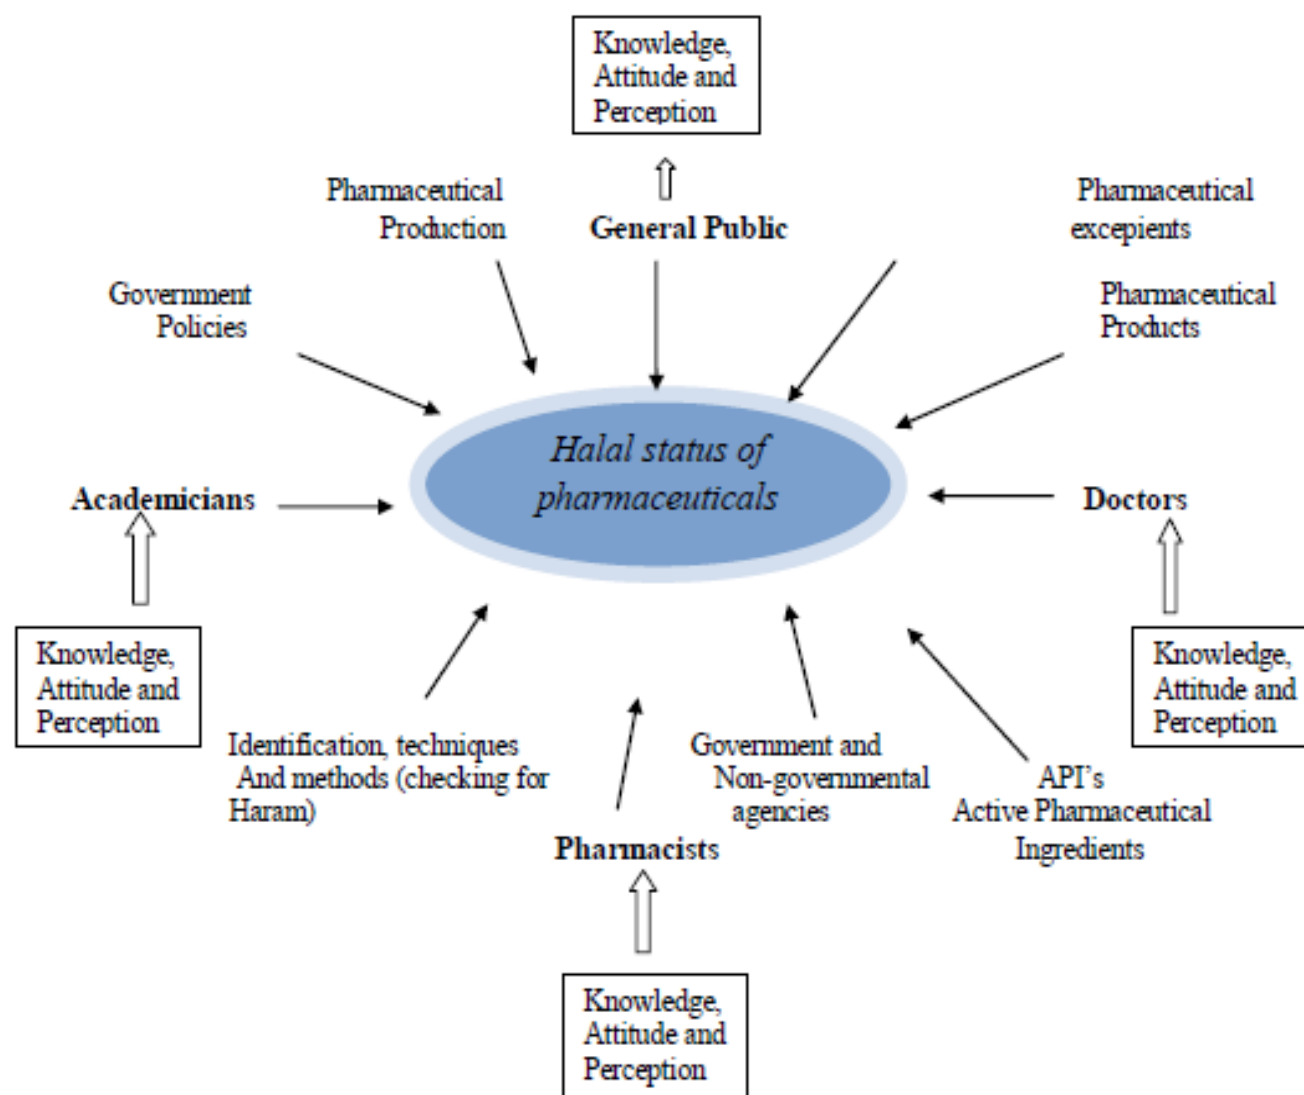 Knowledge,
Attitude and
Perception
Pharmaceutical
Production
General Public
Pharmaceutical
excepients
Government
Policies
Pharmaceutical
Products
Halal status of
pharmaceuticals
Academicians
Doctors
Knowledge,
Attitude and
Perception
Knowledge,
Attitude and
Perception
Identification, techniques
And methods (checking for
Haram)
Government and
Non-governmental
agencies
API's
Active Pharmaceutical
Ingredients
Pharmacists
Knowledge,
Attitude and
Perception